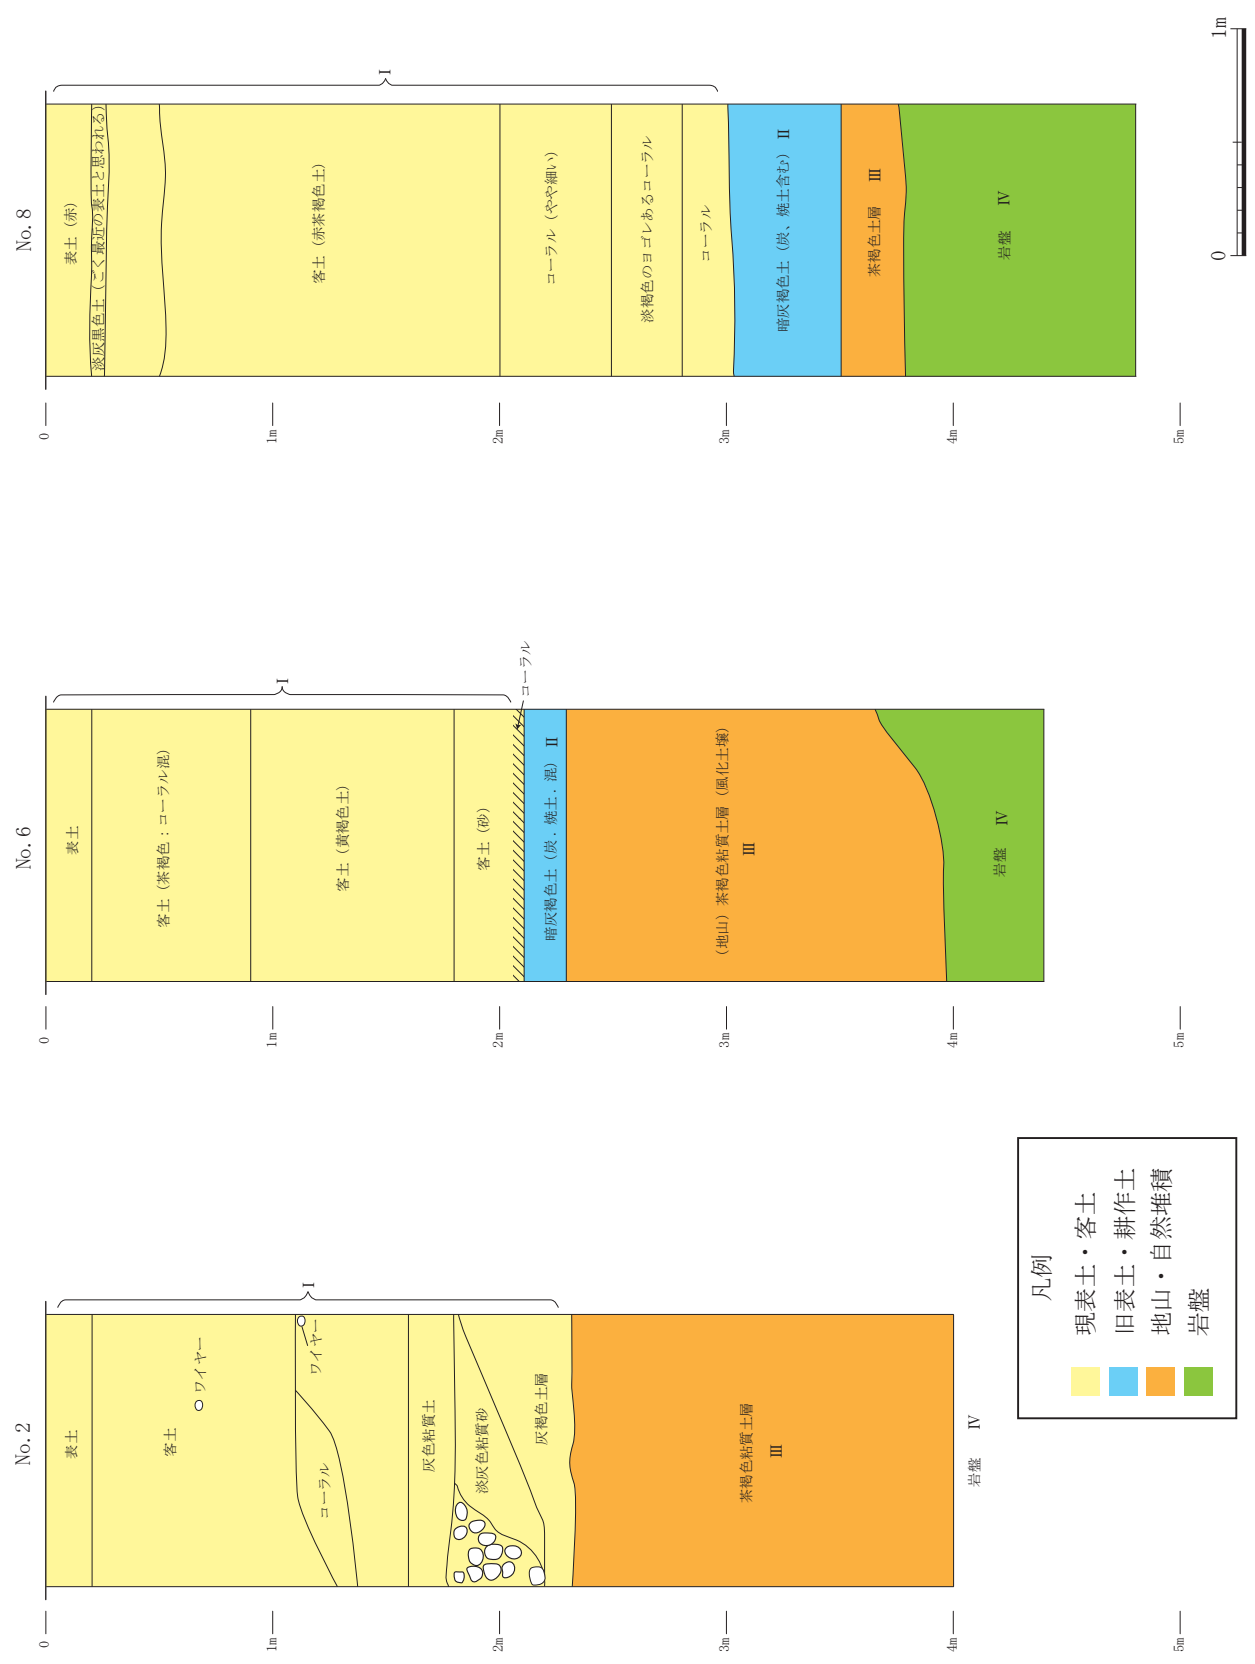 No.2
0
1m
2m
3m
4m
5m
表土
客土
ワイヤー
ワイヤー
コーラル
灰色粘質土
淡灰色粘質砂
灰褐色土層
I
茶褐色粘質土層
Ⅲ
岩盤 Ⅳ
No.6
0
1m
2m
3m
4m
5m
表土
客土（茶褐色：コーラル混）
客土（黄褐色土）
客土（砂）
コーラル
I
暗灰褐色土（炭．焼土．混） Ⅱ
（地山）茶褐色粘質土層（風化土壌）
Ⅲ
岩盤 Ⅳ
No.8
0
1m
2m
3m
4m
5m
表土（赤）
淡灰黒色土（ごく最近の表土と思われる）
客土（赤茶褐色土）
コーラル（やや細い）
淡褐色のヨゴレあるコーラル
コーラル
I
暗灰褐色土（炭、焼土含む） Ⅱ
茶褐色土層 Ⅲ
岩盤 Ⅳ
凡例
現表土・客土
旧表土・耕作土
地山・自然堆積
岩盤
0 1m